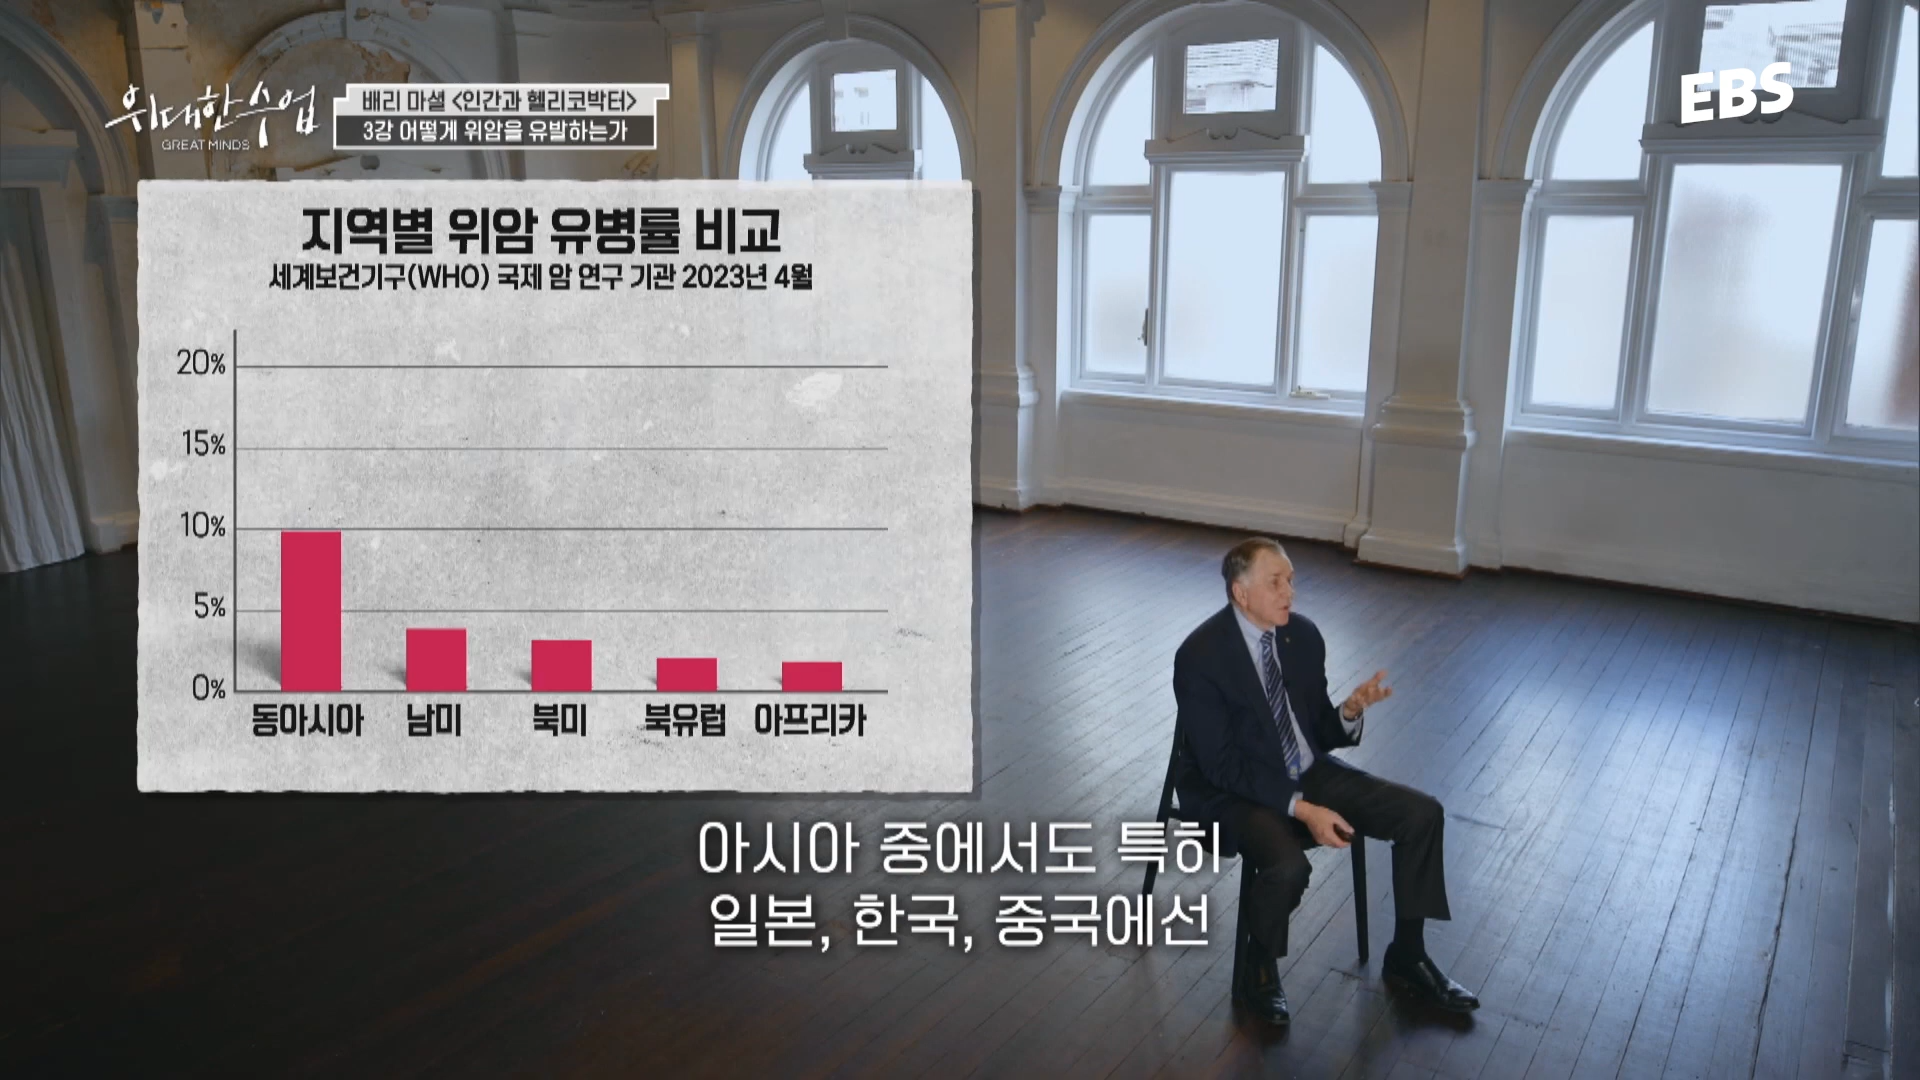 위대한 수업
GREAT MINDS
배리 마셜 <인간과 헬리코박터>
3강 어떻게 위암을 유발하는가
EBS
지역별 위암 유병률 비교
세계보건기구(WHO) 국제 암 연구 기관 2023년 4월
20%
15%
10%
5%
0%
동아시아 남미 북미 북유럽 아프리카
아시아 중에서도 특히
일본, 한국, 중국에선